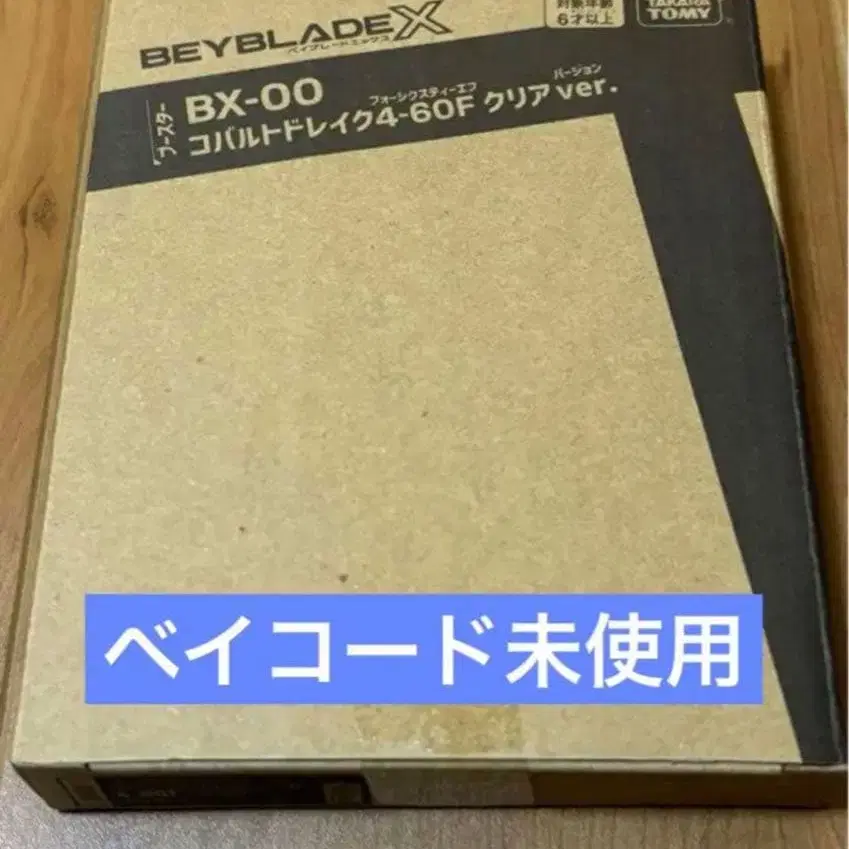 対象年齢
6才以上
TAKARA
TOMY
BEYBLADE X
ベイブレードエックス
ブースター
BX-00
フォーシクスティーエフ
バージョン
コバルトドレイク4-60F クリアver.
ベイコード未使用